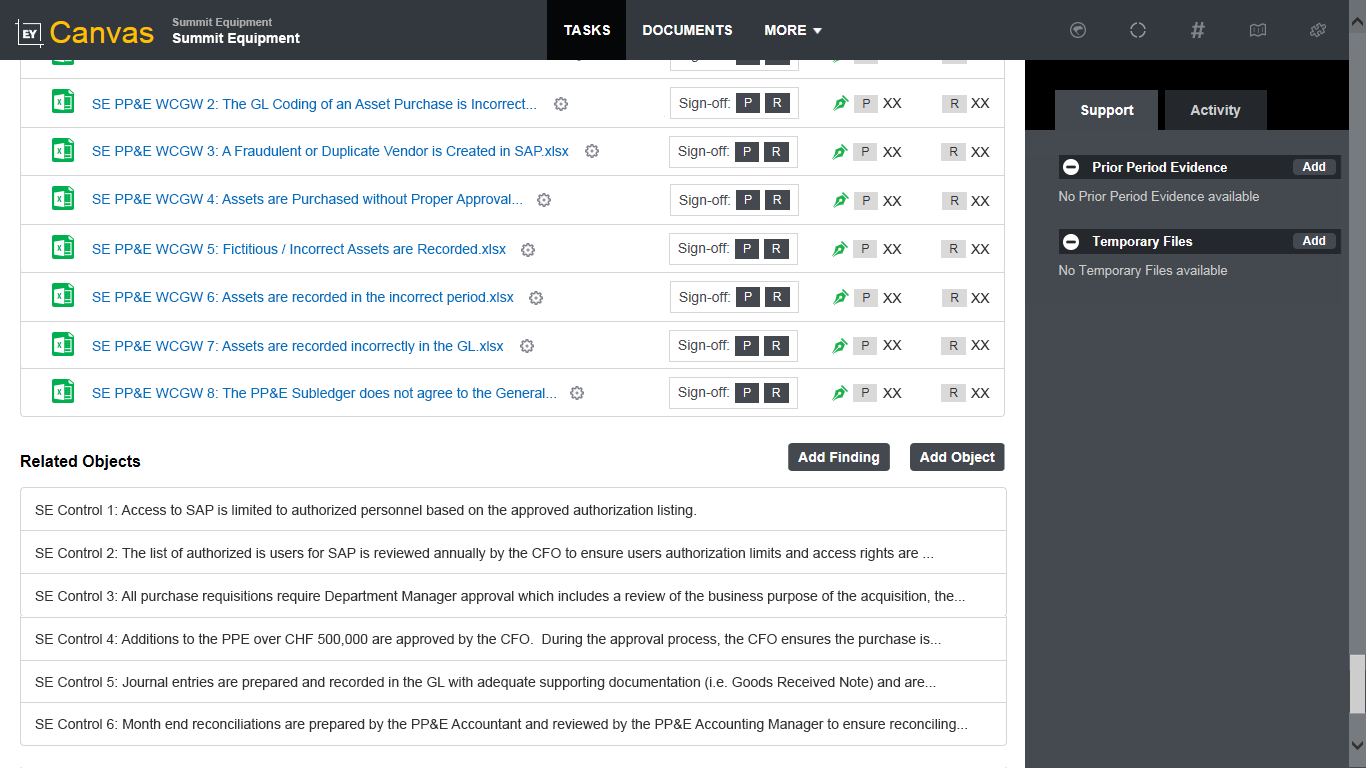 EY Canvas
Summit Equipment
Summit Equipment
TASKS
DOCUMENTS
MORE
SE PP&E WCGW 2: The GL Coding of an Asset Purchase is Incorrect...
Sign-off: P R
P XX
R XX
SE PP&E WCGW 3: A Fraudulent or Duplicate Vendor is Created in SAP.xlsx
Sign-off: P R
P XX
R XX
SE PP&E WCGW 4: Assets are Purchased without Proper Approval...
Sign-off: P R
P XX
R XX
SE PP&E WCGW 5: Fictitious / Incorrect Assets are Recorded.xlsx
Sign-off: P R
P XX
R XX
SE PP&E WCGW 6: Assets are recorded in the incorrect period.xlsx
Sign-off: P R
P XX
R XX
SE PP&E WCGW 7: Assets are recorded incorrectly in the GL.xlsx
Sign-off: P R
P XX
R XX
SE PP&E WCGW 8: The PP&E Subledger does not agree to the General...
Sign-off: P R
P XX
R XX
Related Objects
Add Finding
Add Object
SE Control 1: Access to SAP is limited to authorized personnel based on the approved authorization listing.
SE Control 2: The list of authorized is users for SAP is reviewed annually by the CFO to ensure users authorization limits and access rights are ...
SE Control 3: All purchase requisitions require Department Manager approval which includes a review of the business purpose of the acquisition, the...
SE Control 4: Additions to the PPE over CHF 500,000 are approved by the CFO.  During the approval process, the CFO ensures the purchase is...
SE Control 5: Journal entries are prepared and recorded in the GL with adequate supporting documentation (i.e. Goods Received Note) and are...
SE Control 6: Month end reconciliations are prepared by the PP&E Accountant and reviewed by the PP&E Accounting Manager to ensure reconciling...
Support
Activity
Prior Period Evidence
Add
No Prior Period Evidence available
Temporary Files
Add
No Temporary Files available